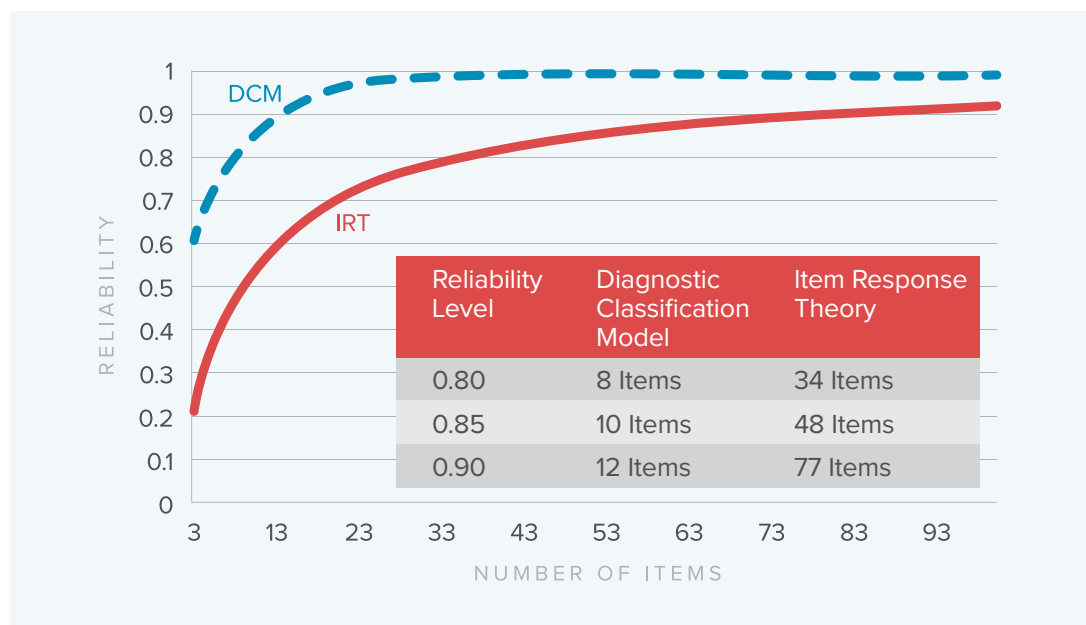 1
0.9
0.8
0.7
0.6
0.5
0.4
0.3
0.2
0.1
0
RELIABILITY
DCM
IRT
Reliability Level
Diagnostic Classification Model
Item Response Theory
0.80 8 Items 34 Items
0.85 10 Items 48 Items
0.90 12 Items 77 Items
3 13 23 33 43 53 63 73 83 93
NUMBER OF ITEMS